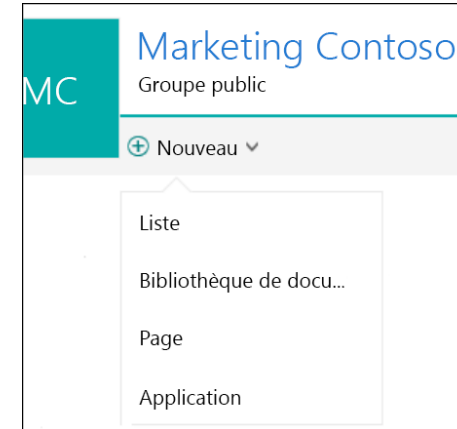 MC
Marketing Contoso
Groupe public
Nouveau
Liste
Bibliothèque de docu...
Page
Application